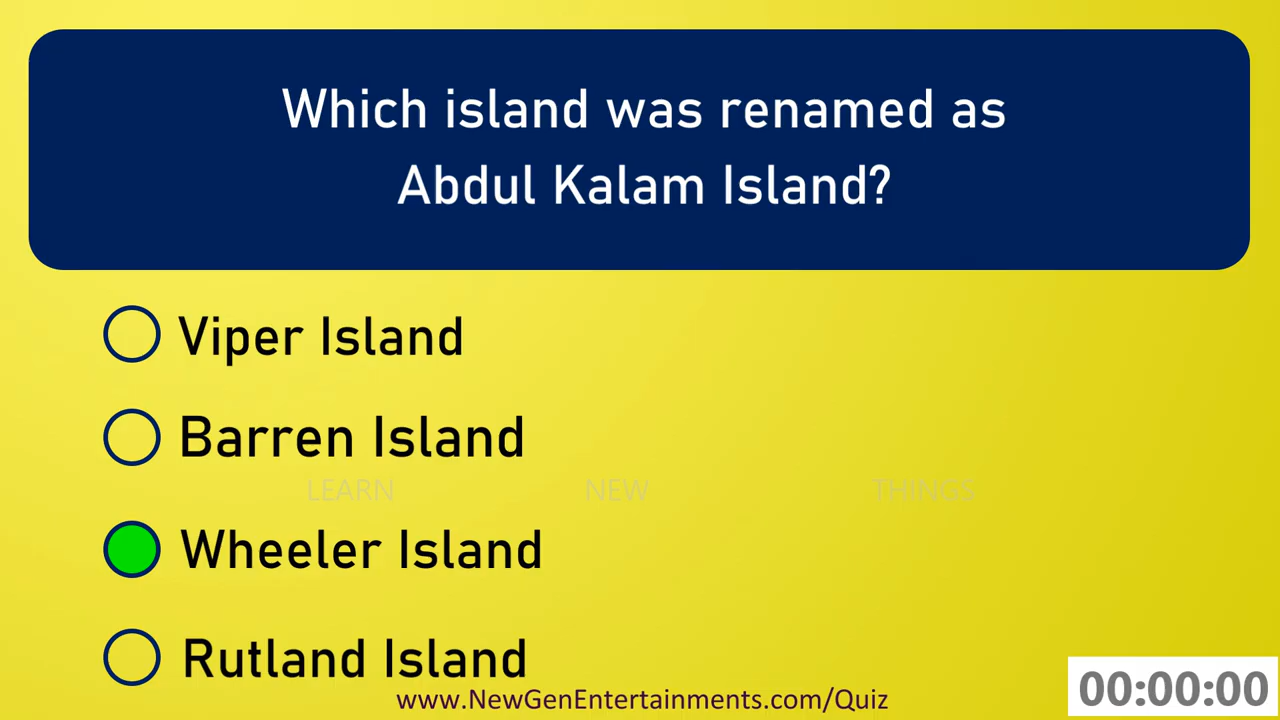 Which island was renamed as
Abdul Kalam Island?
Viper Island
Barren Island
LEARN NEW THINGS
Wheeler Island
Rutland Island
www.NewGenEntertainments.com/Quiz
00:00:00